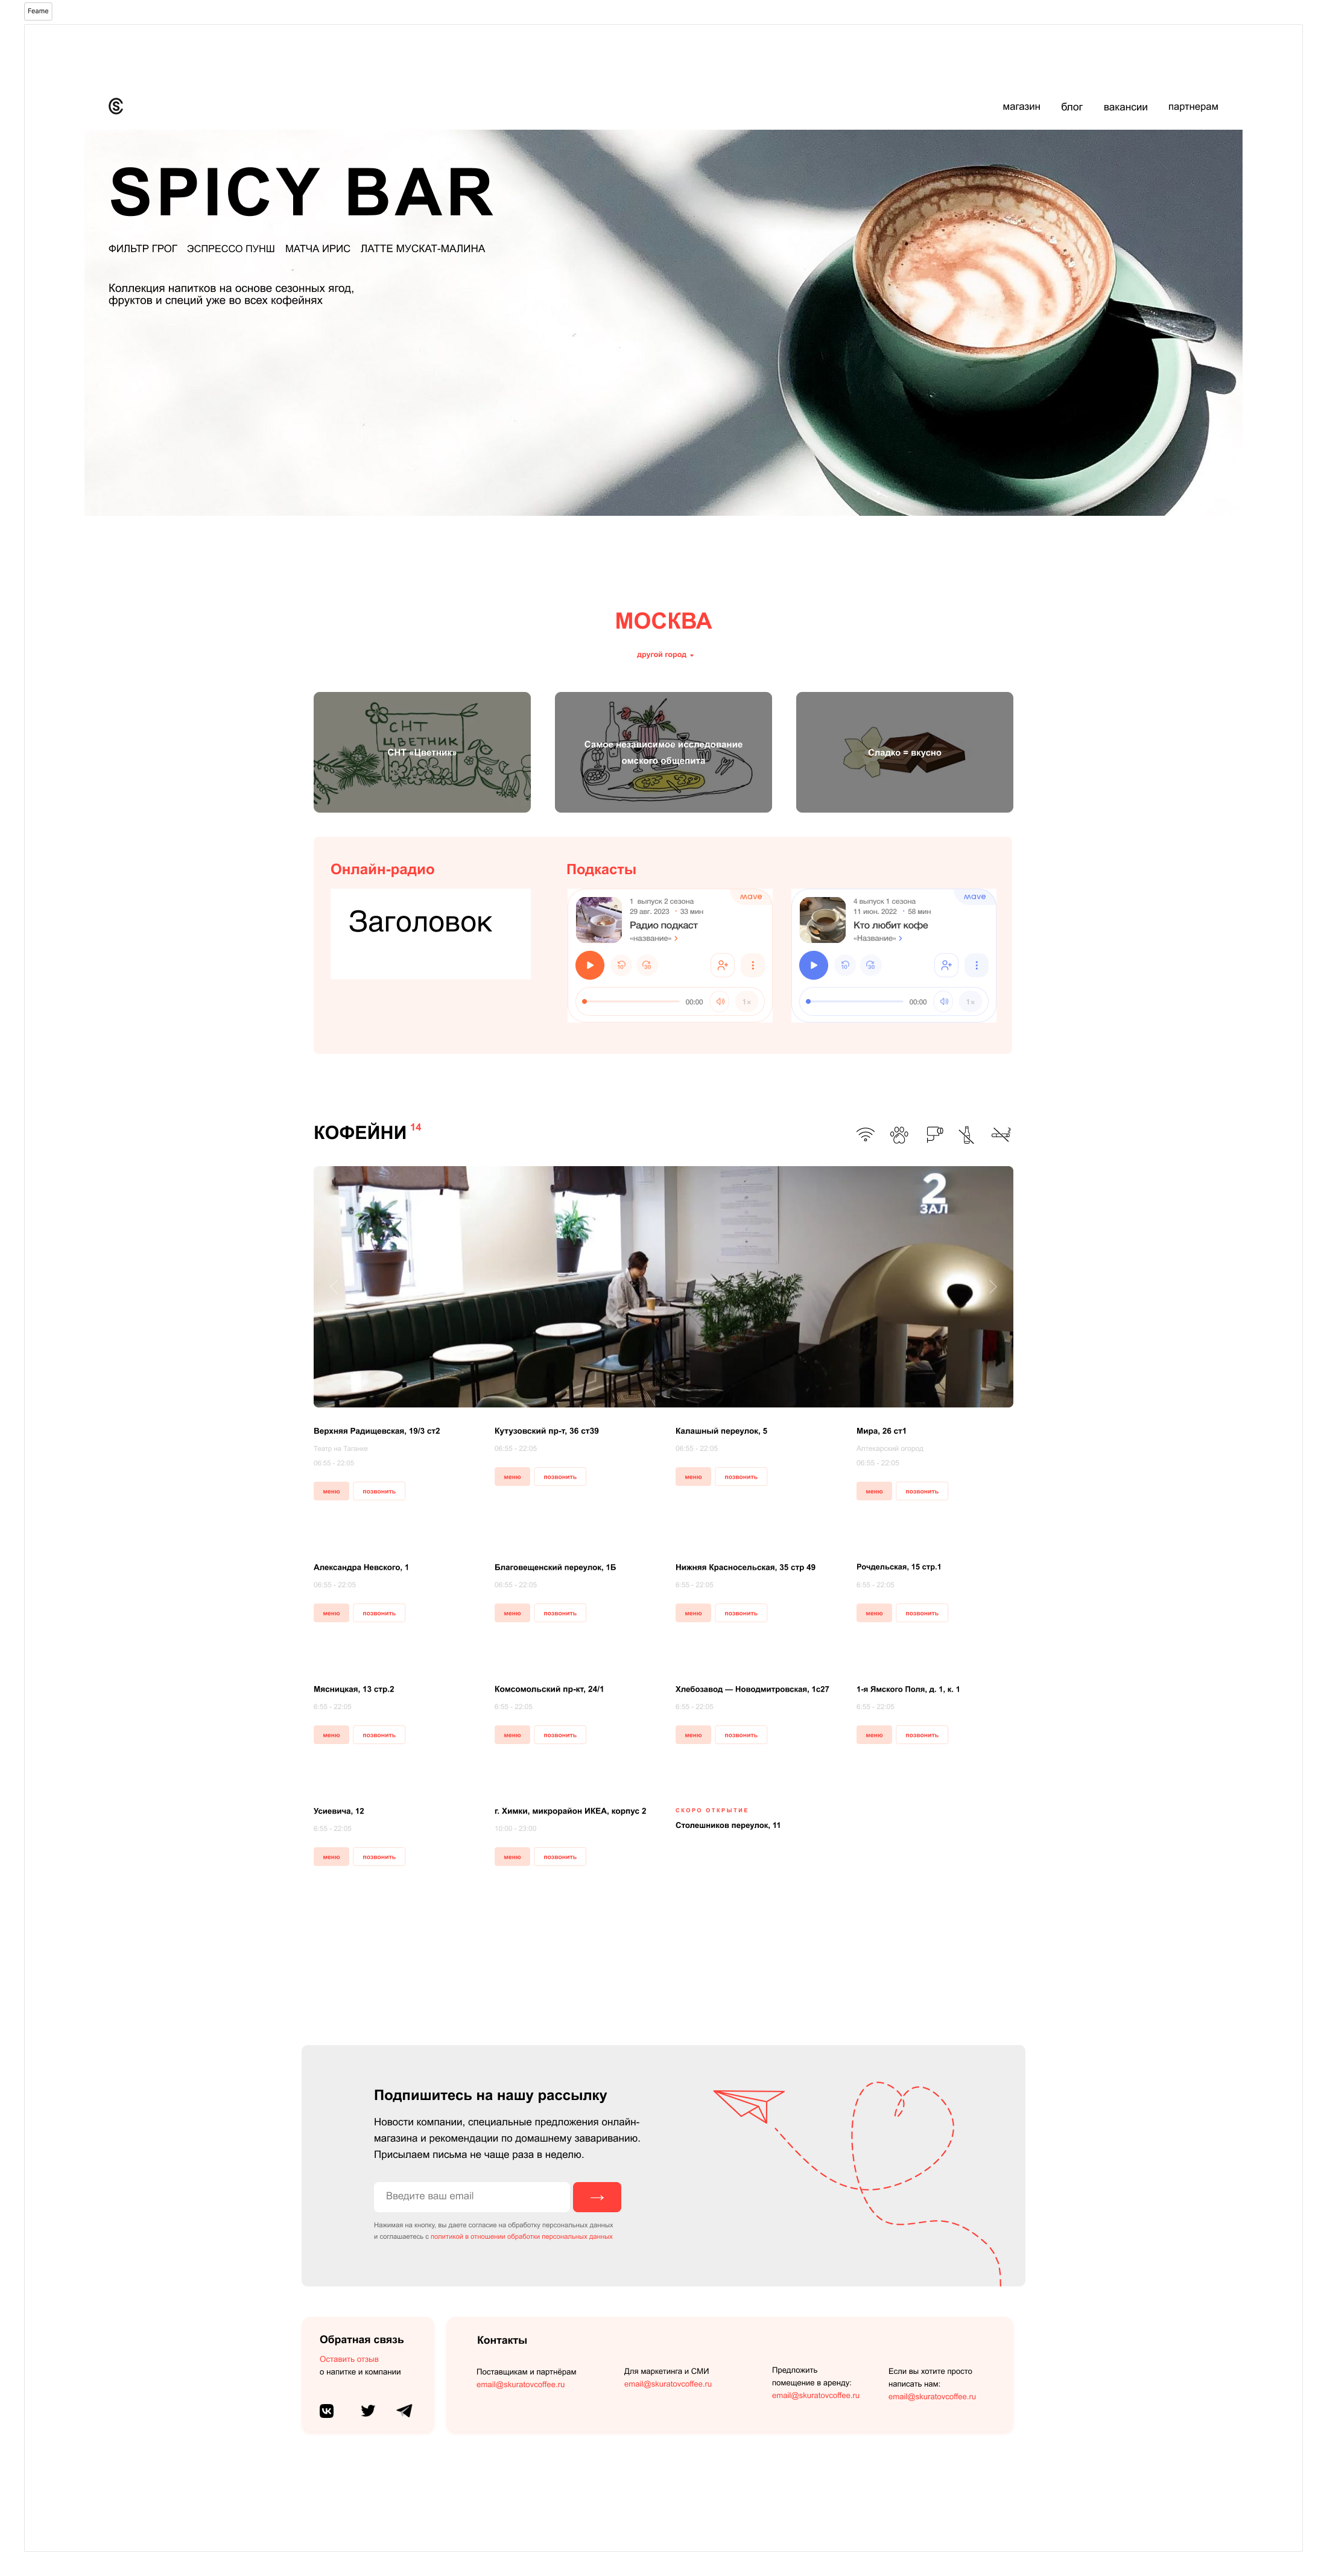 Feame
магазин блог вакансии партнерам
SPICY BAR
ФИЛЬТР ГРОГ ЭСПРЕССО ПУНШ МАТЧА ИРИС ЛАТТЕ МУСКАТ-МАЛИНА
Коллекция напитков на основе сезонных ягод,
фруктов и специй уже во всех кофейнях
МОСКВА
другой город
СНТ
ЦВЕТНИК
СНТ «Цветник»
Самое независимое исследование
омского общепита
Сладко = вкусно
Онлайн-радио
Заголовок
Подкасты
mave
1 выпуск 2 сезона
29 авг. 2023 · 33 мин
Радио подкаст
«название» >
10 30
00:00 1×
mave
4 выпуск 1 сезона
11 июн. 2022 · 58 мин
Кто любит кофе
«Название» >
10 30
00:00 1×
КОФЕЙНИ 14
2
ЗАЛ
Верхняя Радищевская, 19/3 ст2
Театр на Таганке
06:55 - 22:05
меню позвонить
Кутузовский пр-т, 36 ст39
06:55 - 22:05
меню позвонить
Калашный переулок, 5
06:55 - 22:05
меню позвонить
Мира, 26 ст1
Аптекарский огород
06:55 - 22:05
меню позвонить
Александра Невского, 1
06:55 - 22:05
меню позвонить
Благовещенский переулок, 1Б
06:55 - 22:05
меню позвонить
Нижняя Красносельская, 35 стр 49
6:55 - 22:05
меню позвонить
Рочдельская, 15 стр.1
6:55 - 22:05
меню позвонить
Мясницкая, 13 стр.2
6:55 - 22:05
меню позвонить
Комсомольский пр-кт, 24/1
6:55 - 22:05
меню позвонить
Хлебозавод — Новодмитровская, 1с27
6:55 - 22:05
меню позвонить
1-я Ямского Поля, д. 1, к. 1
6:55 - 22:05
меню позвонить
Усиевича, 12
6:55 - 22:05
меню позвонить
г. Химки, микрорайон ИКЕА, корпус 2
10:00 - 23:00
меню позвонить
СКОРО ОТКРЫТИЕ
Столешников переулок, 11
Подпишитесь на нашу рассылку
Новости компании, специальные предложения онлайн-
магазина и рекомендации по домашнему завариванию.
Присылаем письма не чаще раза в неделю.
Введите ваш email
Нажимая на кнопку, вы даете согласие на обработку персональных данных
и соглашаетесь с политикой в отношении обработки персональных данных
Обратная связь
Оставить отзыв
о напитке и компании
Контакты
Поставщикам и партнёрам
email@skuratovcoffee.ru
Для маркетинга и СМИ
email@skuratovcoffee.ru
Предложить
помещение в аренду:
email@skuratovcoffee.ru
Если вы хотите просто
написать нам:
email@skuratovcoffee.ru